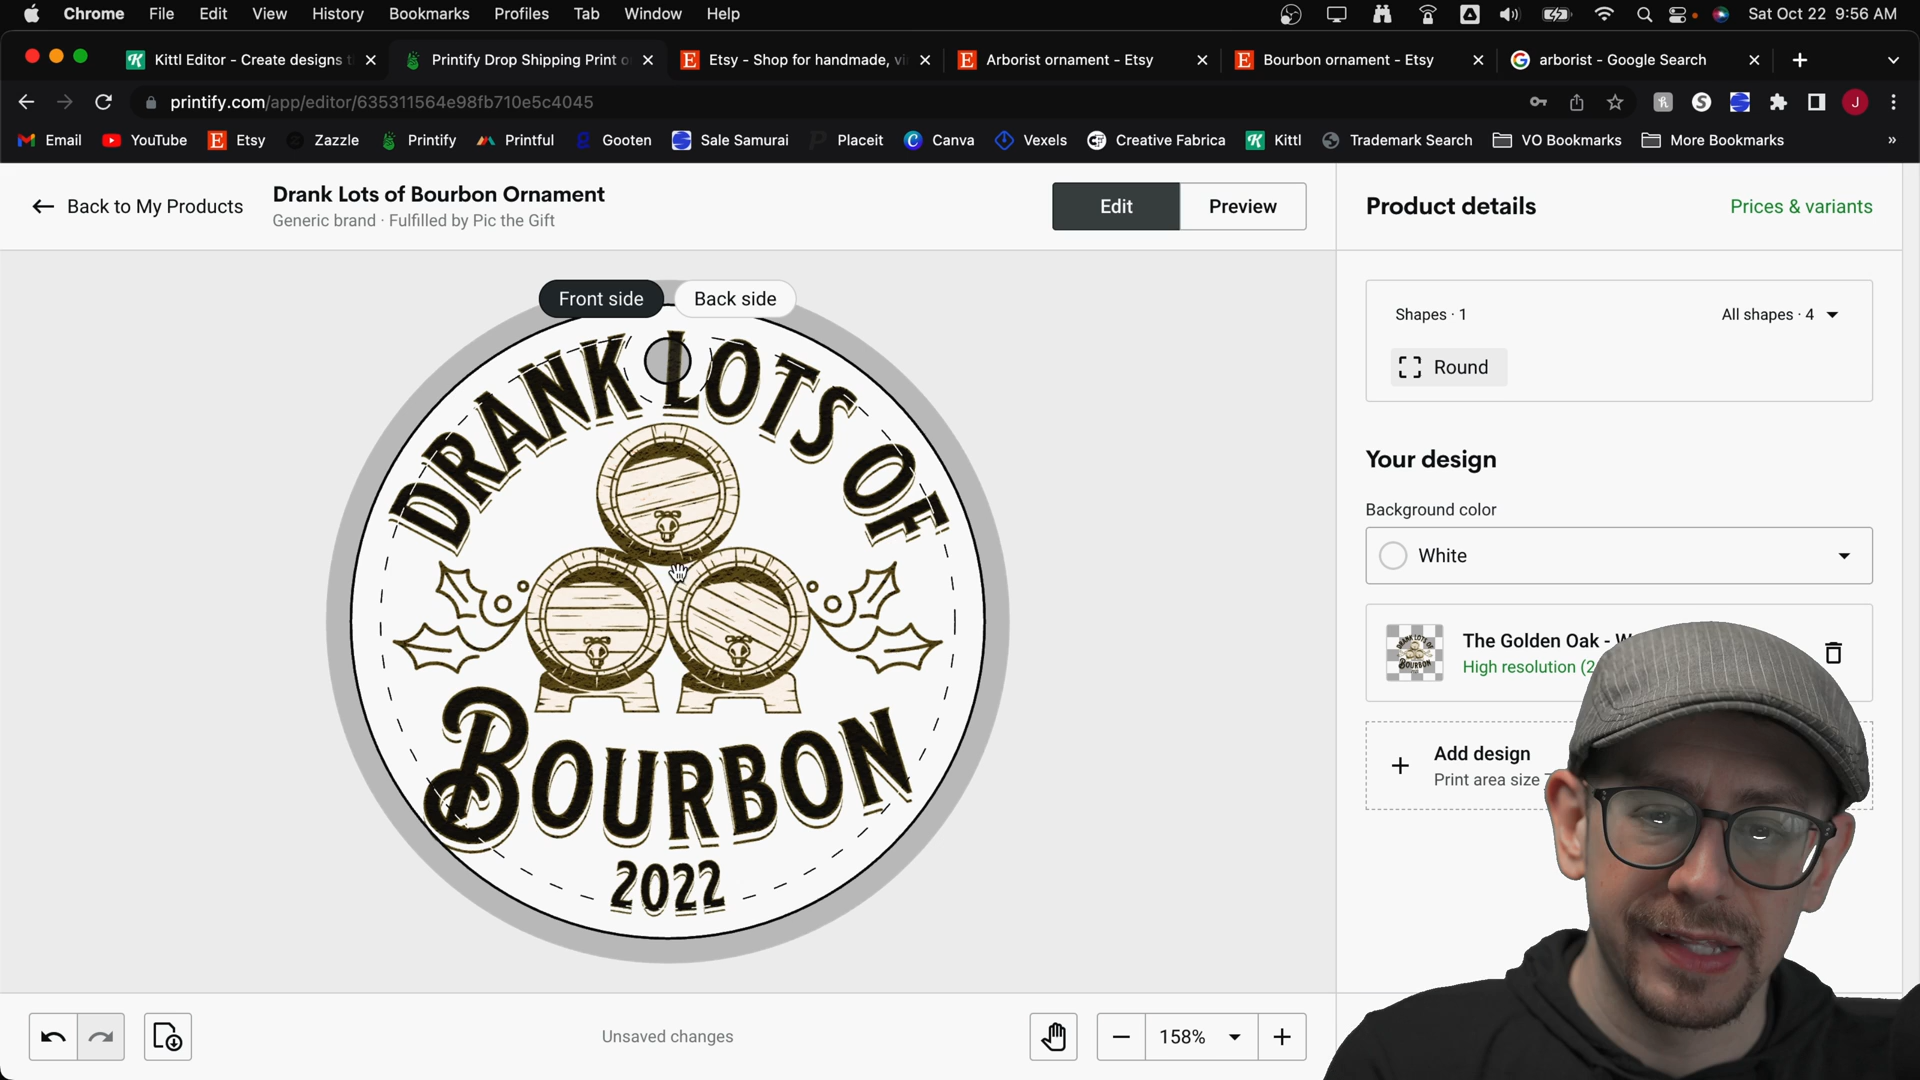 Chrome File Edit View History Bookmarks Profiles Tab Window Help Sat Oct 22 9:56 AM
Kittl Editor - Create designs Printify Drop Shipping Print Etsy - Shop for handmade, Arborist ornament - Etsy Bourbon ornament - Etsy arborist - Google Search
printify.com/app/editor/635311564e98fb710e5c4045 J
Email YouTube Etsy Zazzle Printify Printful Gooten Sale Samurai Placeit Canva Vexels Creative Fabrica Kittl Trademark Search VO Bookmarks More Bookmarks »
Back to My Products
Drank Lots of Bourbon Ornament
Generic brand · Fulfilled by Pic the Gift
Edit Preview
Product details
Prices & variants
Front side Back side
Shapes · 1
All shapes · 4
Round
DRANK LOTS OF
BOURBON
2022
Your design
Background color
White
The Golden Oak -
High resolution (2
Add design
Print area size
Unsaved changes
158%